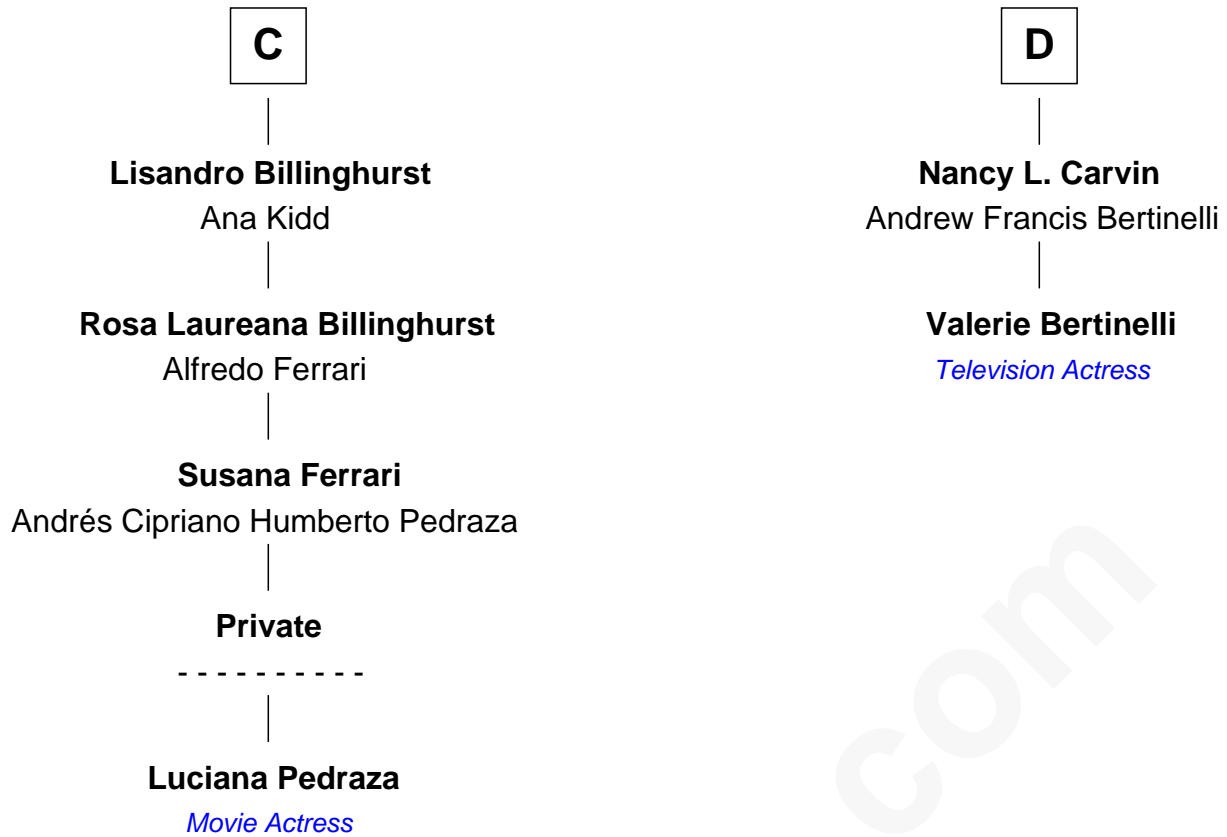 C
Lisandro Billinghurst
Ana Kidd
Rosa Laureana Billinghurst
Alfredo Ferrari
Susana Ferrari
Andrés Cipriano Humberto Pedraza
Private
- - - - - - - - - -
Luciana Pedraza
Movie Actress
D
Nancy L. Carvin
Andrew Francis Bertinelli
Valerie Bertinelli
Television Actress
com